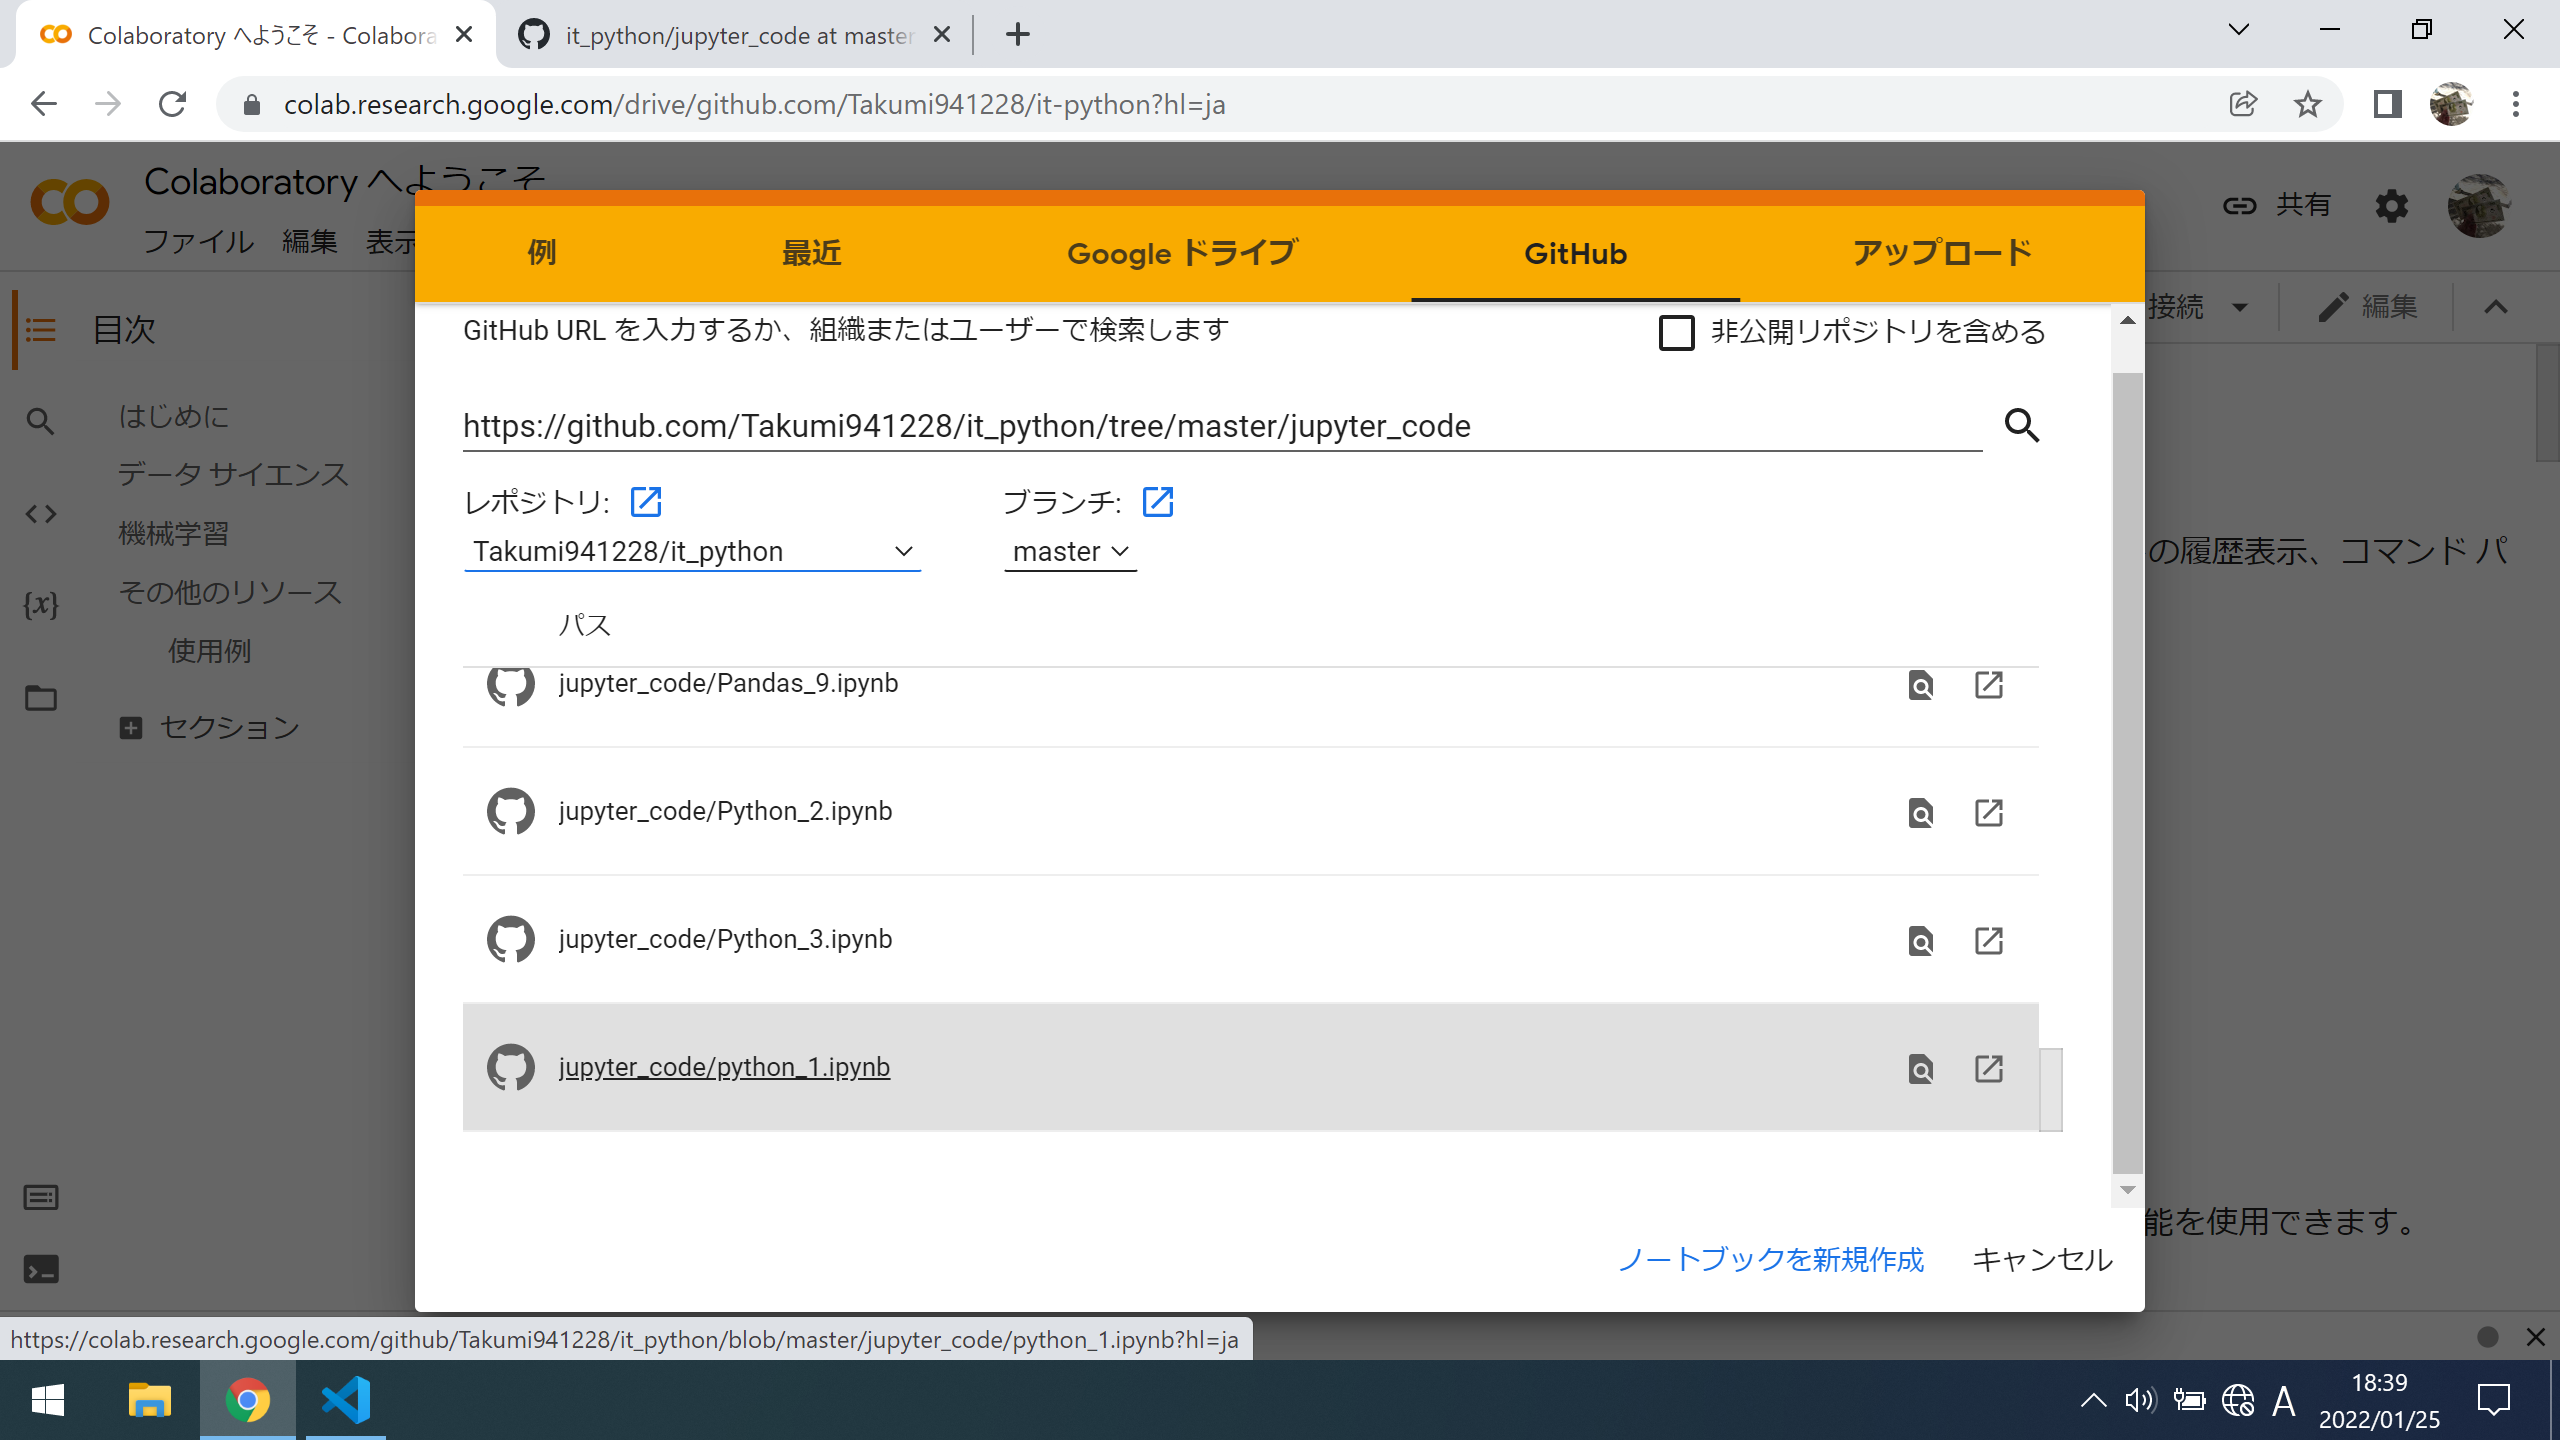 Colaboratory へようこそ - Colabora
it_python/jupyter_code at master
colab.research.google.com/drive/github.com/Takumi941228/it-python?hl=ja
Colaboratory へようこそ
ファイル 編集 表示
共有
例 最近 Google ドライブ GitHub アップロード
接続 編集
目次
はじめに
データ サイエンス
機械学習
その他のリソース
使用例
セクション
GitHub URL を入力するか、組織またはユーザーで検索します
非公開リポジトリを含める
https://github.com/Takumi941228/it_python/tree/master/jupyter_code
レポジトリ: ブランチ:
Takumi941228/it_python master
パス
jupyter_code/Pandas_9.ipynb
jupyter_code/Python_2.ipynb
jupyter_code/Python_3.ipynb
jupyter_code/python_1.ipynb
の履歴表示、コマンド パ
能を使用できます。
ノートブックを新規作成 キャンセル
https://colab.research.google.com/github/Takumi941228/it_python/blob/master/jupyter_code/python_1.ipynb?hl=ja
A
18:39
2022/01/25